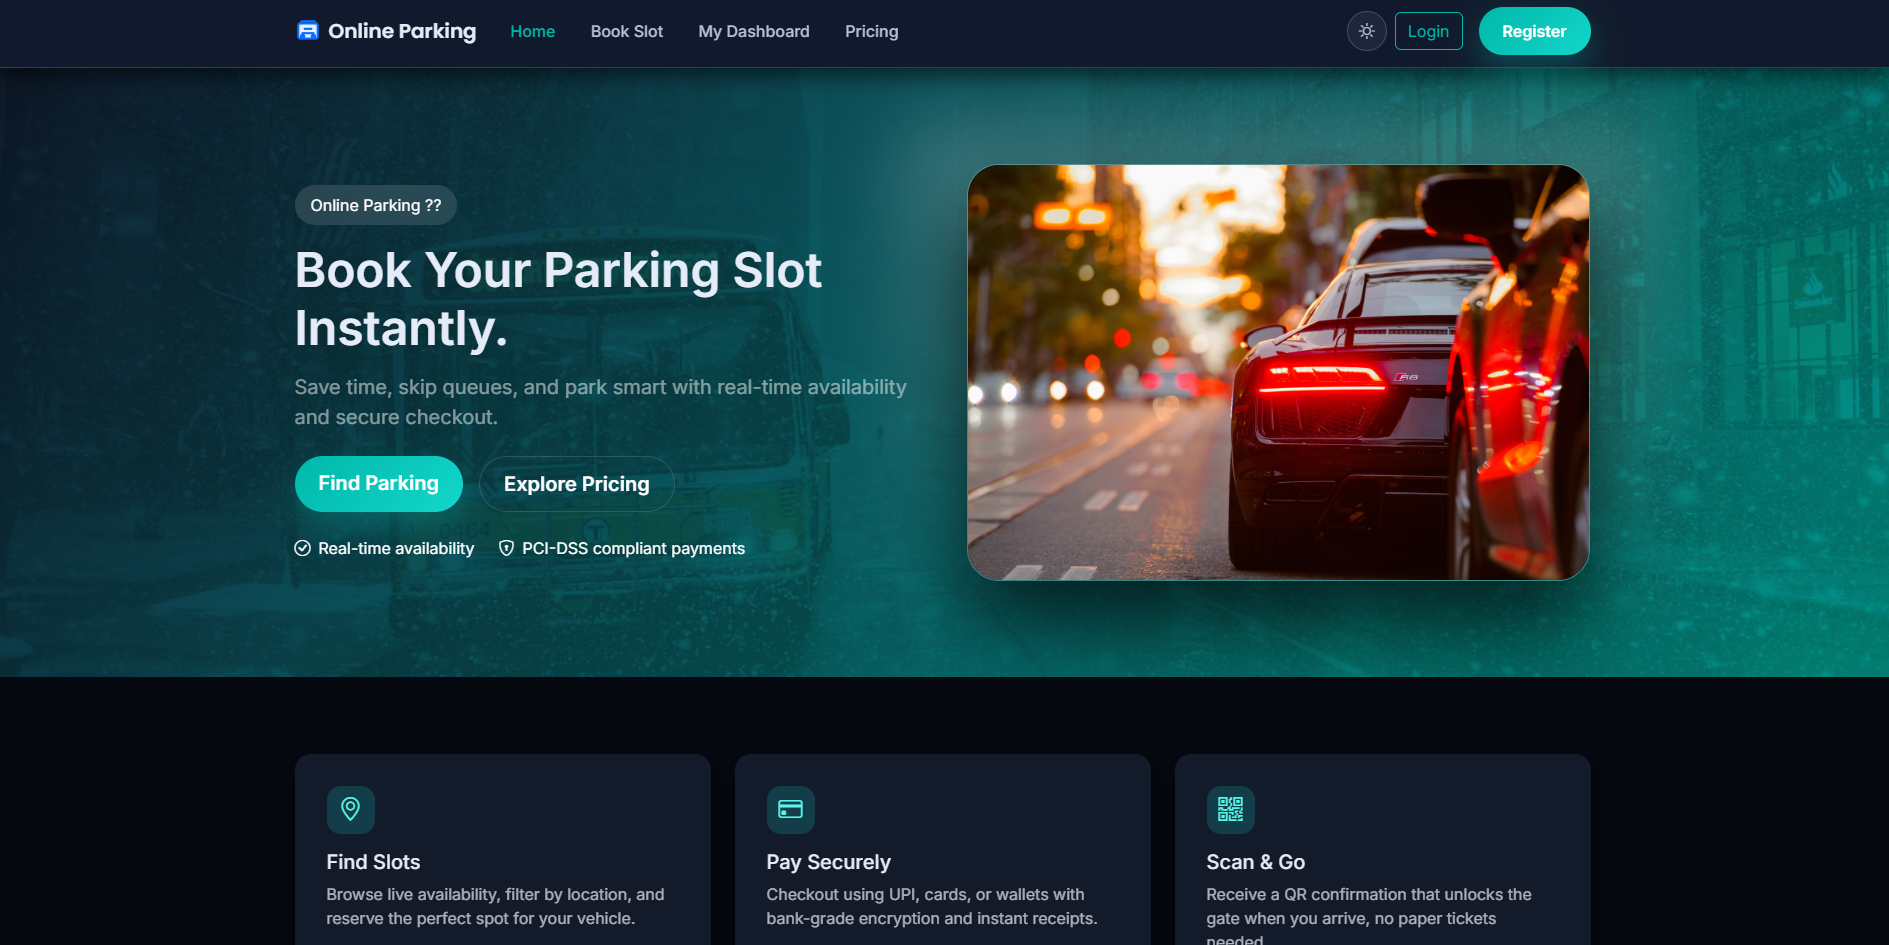 Online Parking
Home
Book Slot
My Dashboard
Pricing
Login
Register
Online Parking ??
Book Your Parking Slot
Instantly.
Save time, skip queues, and park smart with real-time availability
and secure checkout.
Find Parking
Explore Pricing
Real-time availability
PCI-DSS compliant payments
R8
Find Slots
Browse live availability, filter by location, and
reserve the perfect spot for your vehicle.
Pay Securely
Checkout using UPI, cards, or wallets with
bank-grade encryption and instant receipts.
Scan & Go
Receive a QR confirmation that unlocks the
gate when you arrive, no paper tickets
needed.